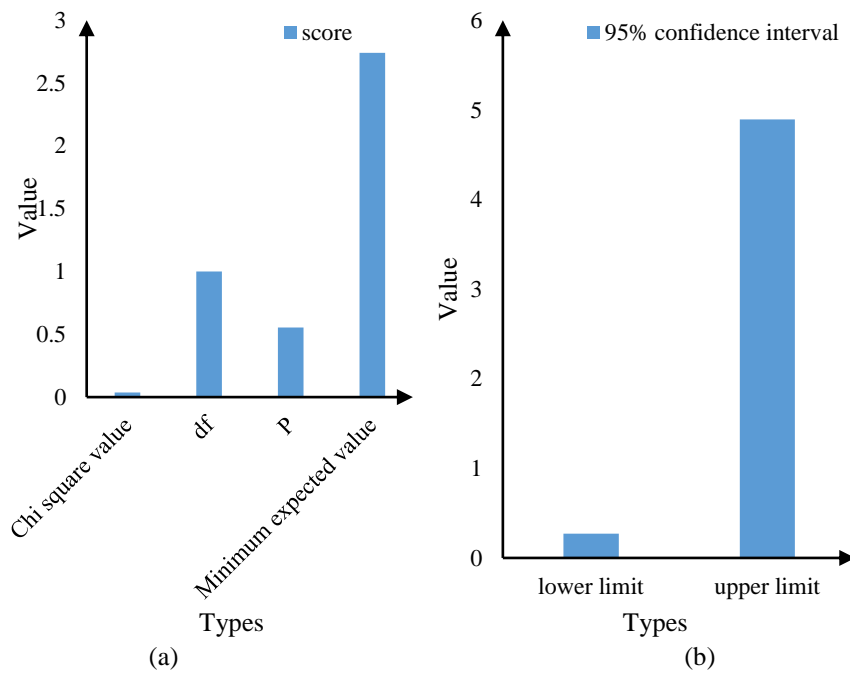 score
Value
3
2.5
2
1.5
1
0.5
0
Chi square value
df
P
Minimum expected value
Types
(a)
95% confidence interval
Value
6
5
4
3
2
1
0
lower limit
upper limit
Types
(b)